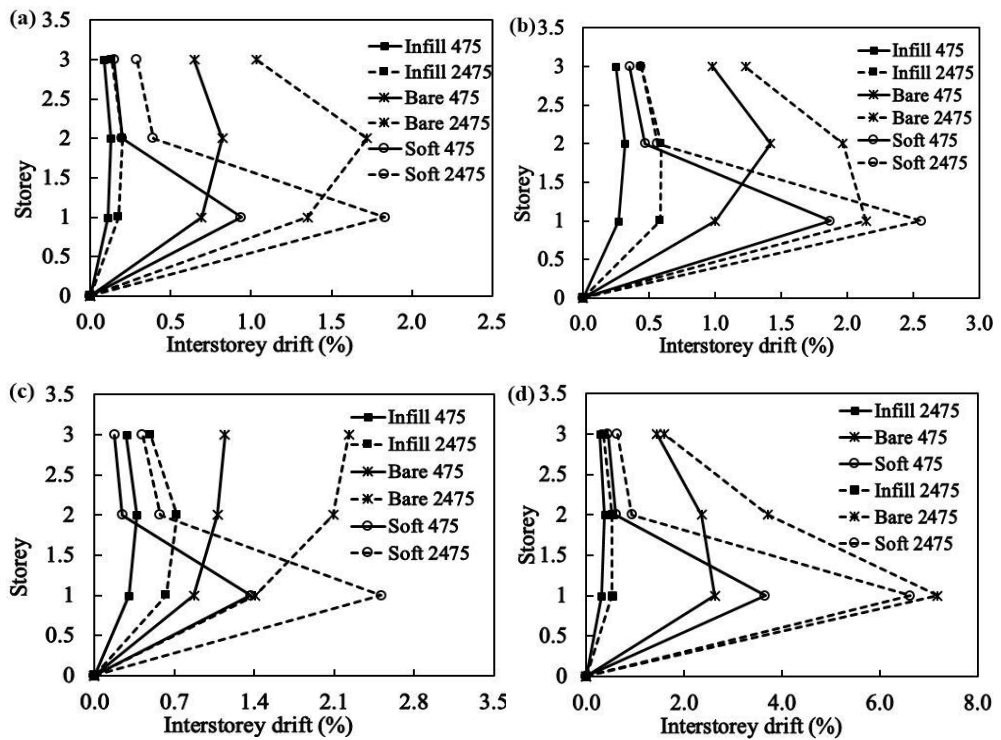 (a)
3.5
3
2.5
2
1.5
1
0.5
0
Storey
0.0 0.5 1.0 1.5 2.0 2.5
Interstorey drift (%)
Infill 475
Infill 2475
Bare 475
Bare 2475
Soft 475
Soft 2475
(b)
3.5
3
2.5
2
1.5
1
0.5
0
Storey
0.0 0.5 1.0 1.5 2.0 2.5 3.0
Interstorey drift (%)
Infill 475
Infill 2475
Bare 475
Bare 2475
Soft 475
Soft 2475
(c)
3.5
3
2.5
2
1.5
1
0.5
0
Storey
0.0 0.7 1.4 2.1 2.8 3.5
Interstorey drift (%)
Infill 475
Infill 2475
Bare 475
Bare 2475
Soft 475
Soft 2475
(d)
3.5
3
2.5
2
1.5
1
0.5
0
Storey
0.0 2.0 4.0 6.0 8.0
Interstorey drift (%)
Infill 2475
Bare 475
Soft 475
Infill 2475
Bare 2475
Soft 2475